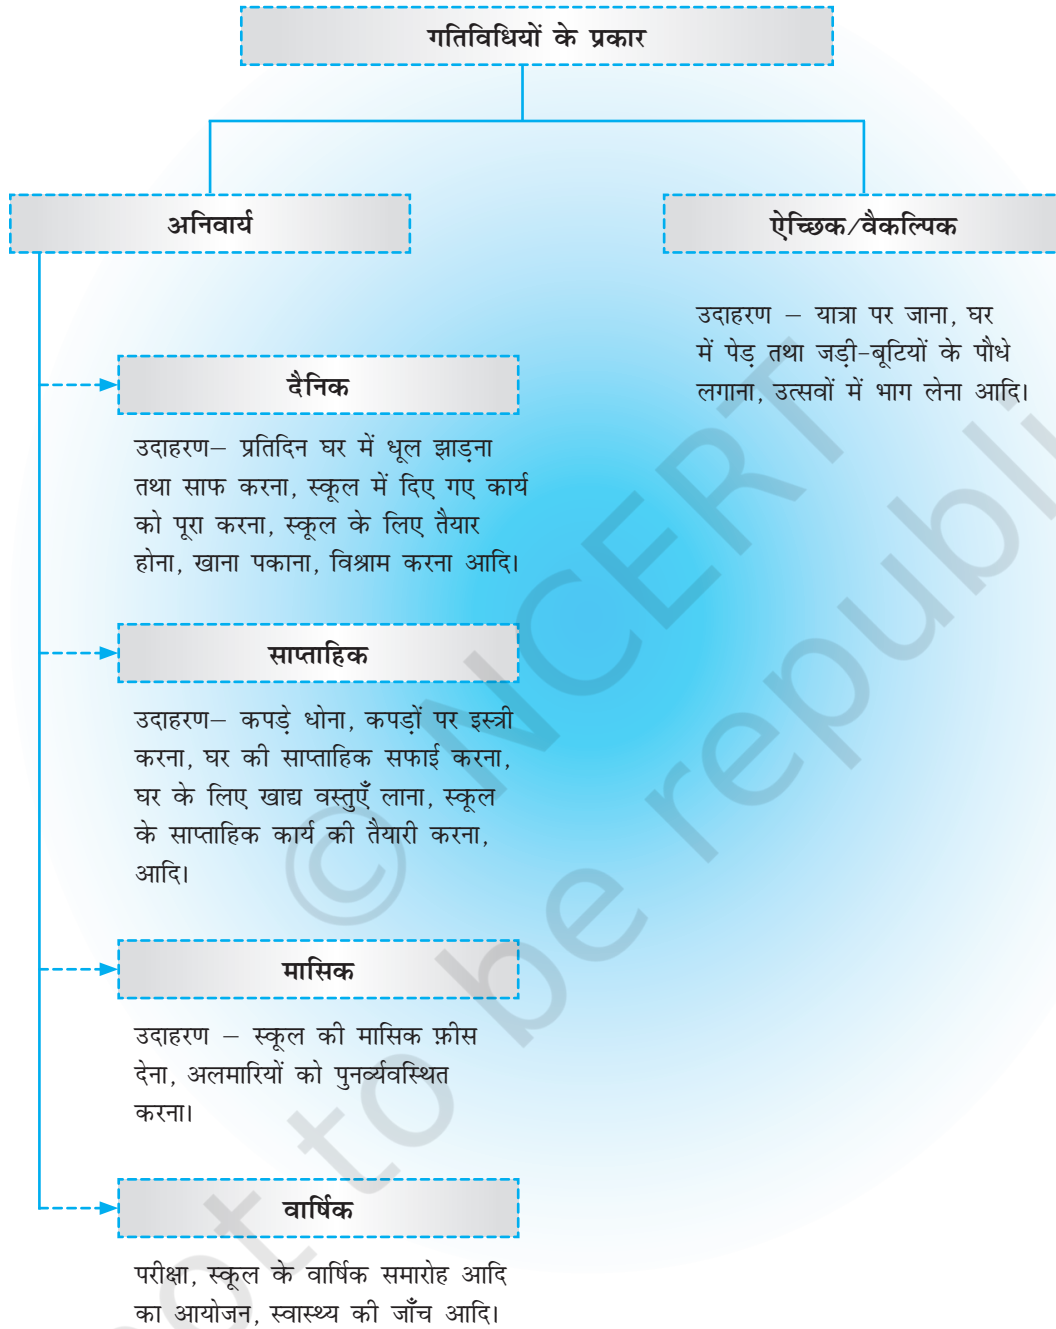 गतिविधियों के प्रकार
अनिवार्य
ऐच्छिक/वैकल्पिक
उदाहरण – यात्रा पर जाना, घर
में पेड़ तथा जड़ी-बूटियों के पौधे
लगाना, उत्सवों में भाग लेना आदि।
दैनिक
उदाहरण– प्रतिदिन घर में धूल झाड़ना
तथा साफ करना, स्कूल में दिए गए कार्य
को पूरा करना, स्कूल के लिए तैयार
होना, खाना पकाना, विश्राम करना आदि।
साप्ताहिक
उदाहरण– कपड़े धोना, कपड़ों पर इस्त्री
करना, घर की साप्ताहिक सफाई करना,
घर के लिए खाद्य वस्तुएँ लाना, स्कूल
के साप्ताहिक कार्य की तैयारी करना,
आदि।
मासिक
उदाहरण – स्कूल की मासिक फ़ीस
देना, अलमारियों को पुनर्व्यवस्थित
करना।
वार्षिक
परीक्षा, स्कूल के वार्षिक समारोह आदि
का आयोजन, स्वास्थ्य की जाँच आदि।
© NCERT
not to be republi